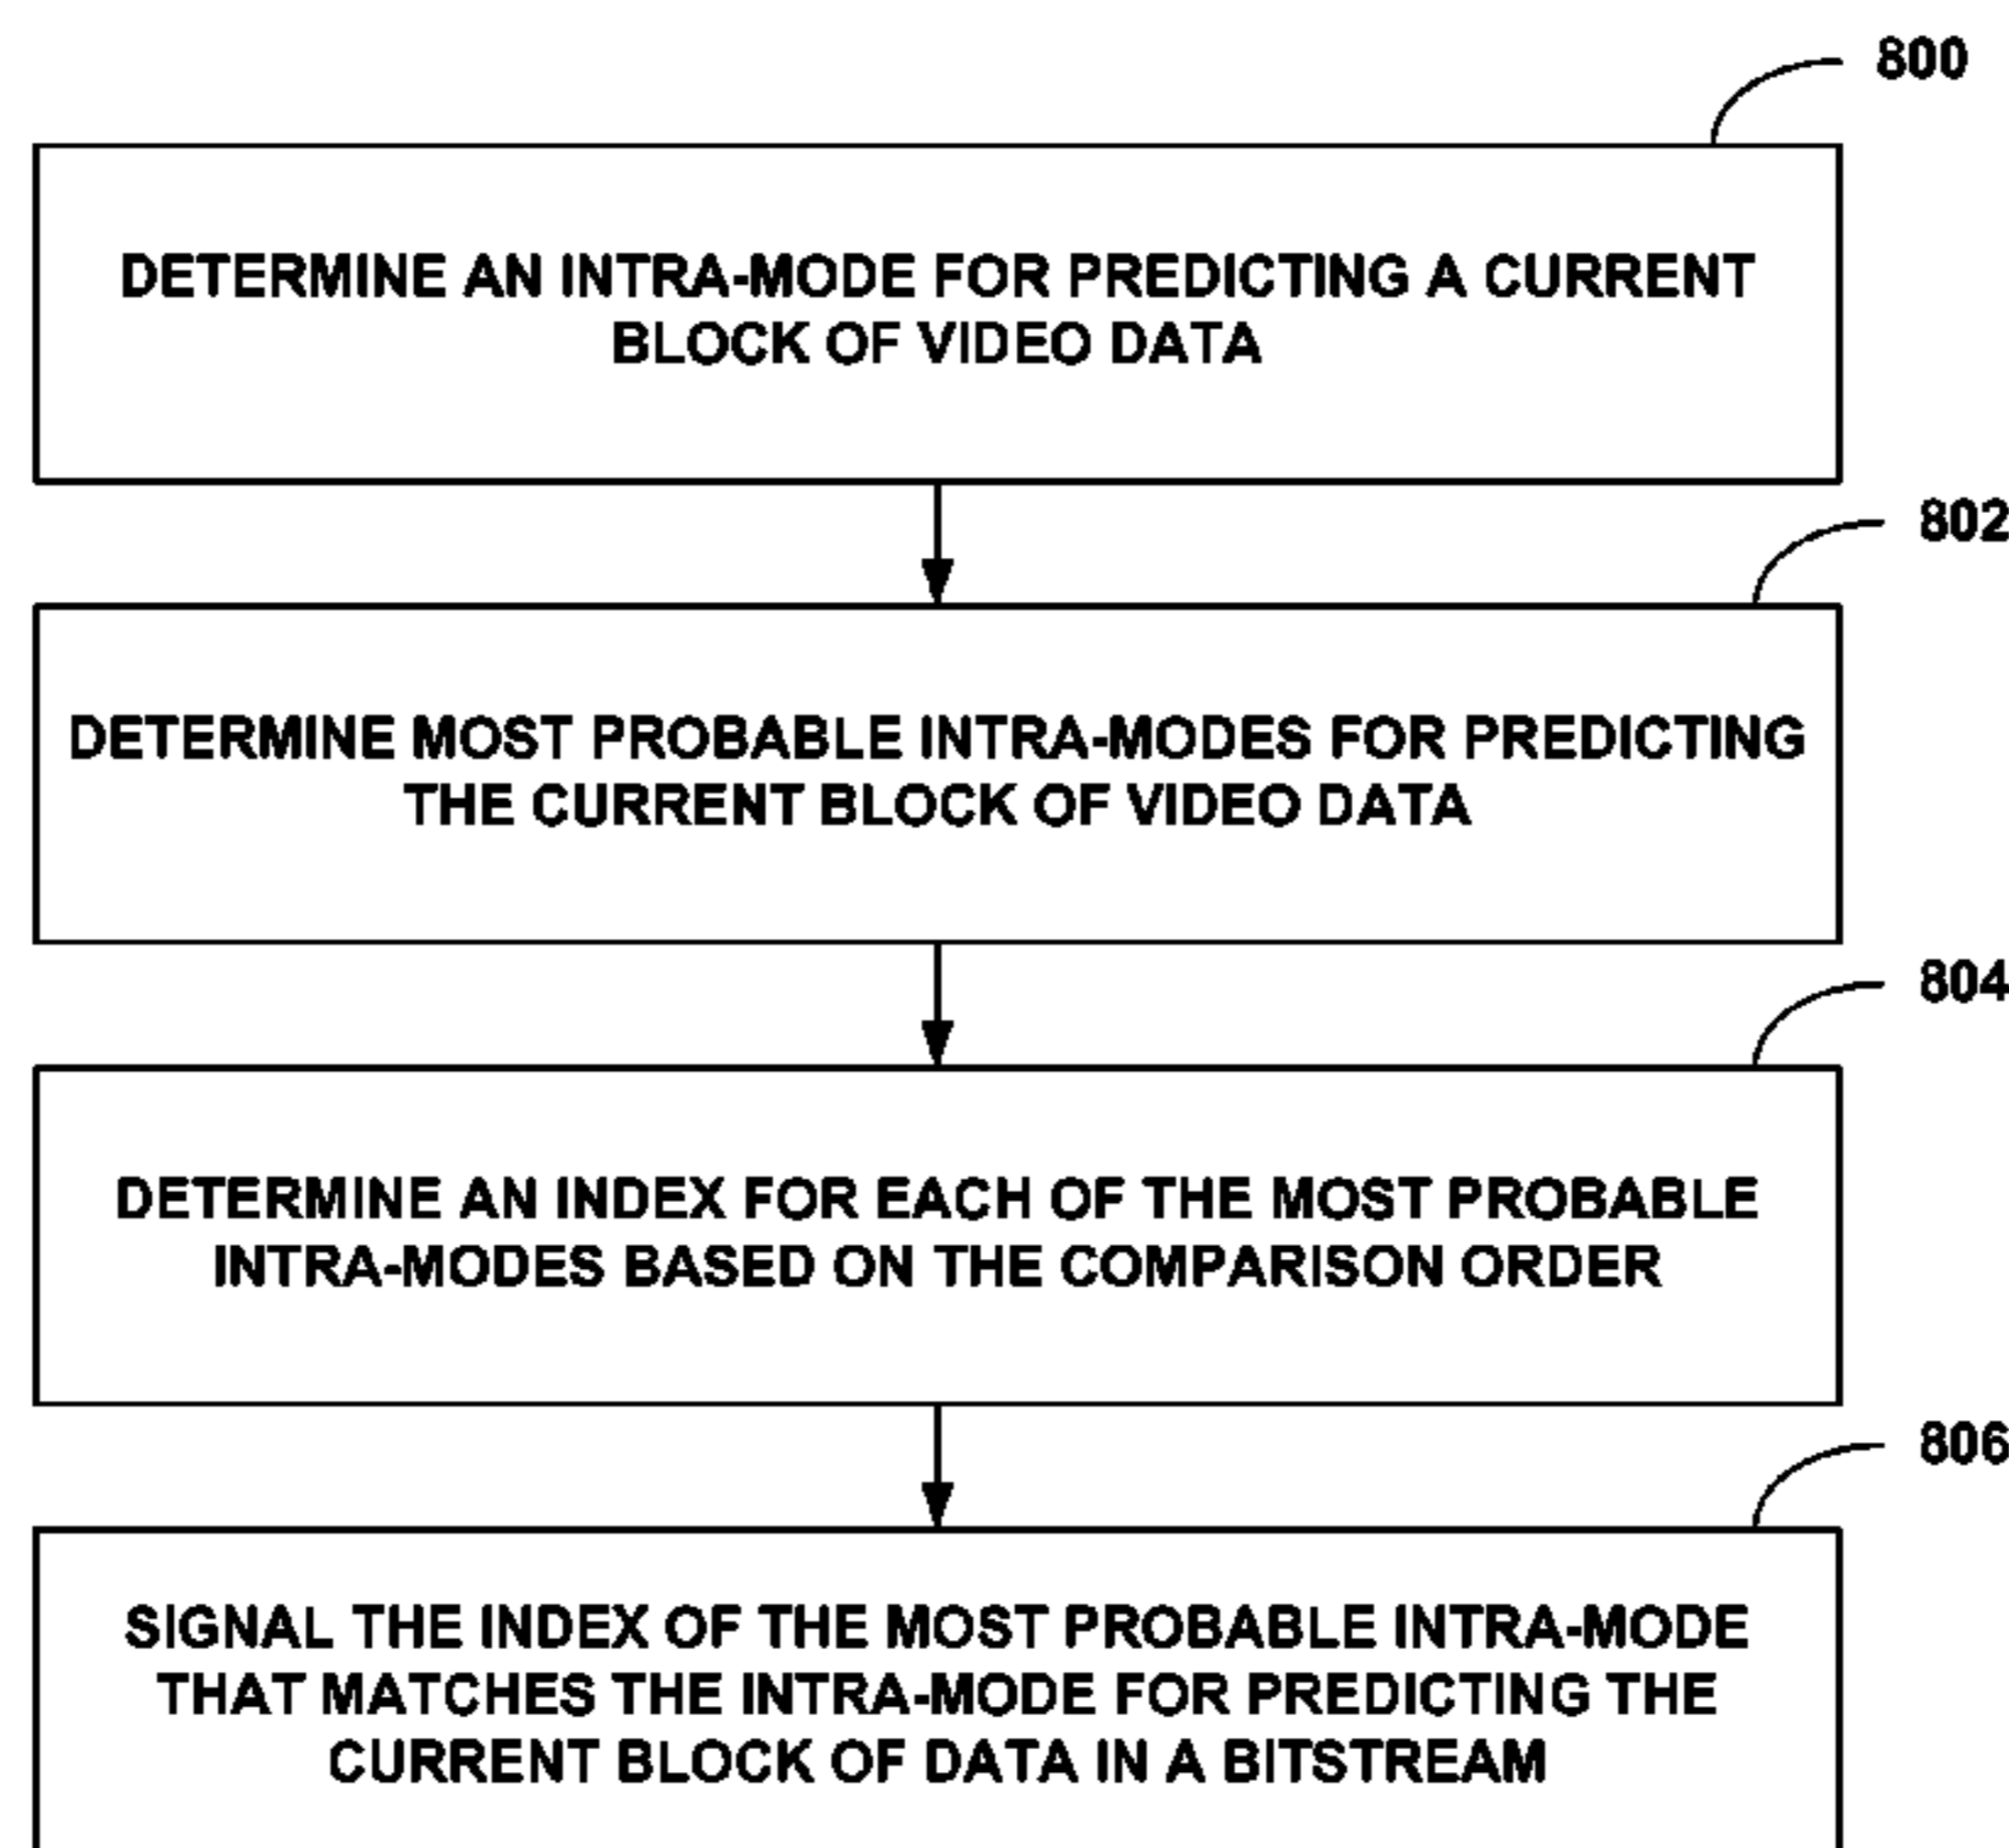 800
DETERMINE AN INTRA-MODE FOR PREDICTING A CURRENT
BLOCK OF VIDEO DATA
802
DETERMINE MOST PROBABLE INTRA-MODES FOR PREDICTING
THE CURRENT BLOCK OF VIDEO DATA
804
DETERMINE AN INDEX FOR EACH OF THE MOST PROBABLE
INTRA-MODES BASED ON THE COMPARISON ORDER
806
SIGNAL THE INDEX OF THE MOST PROBABLE INTRA-MODE
THAT MATCHES THE INTRA-MODE FOR PREDICTING THE
CURRENT BLOCK OF DATA IN A BITSTREAM